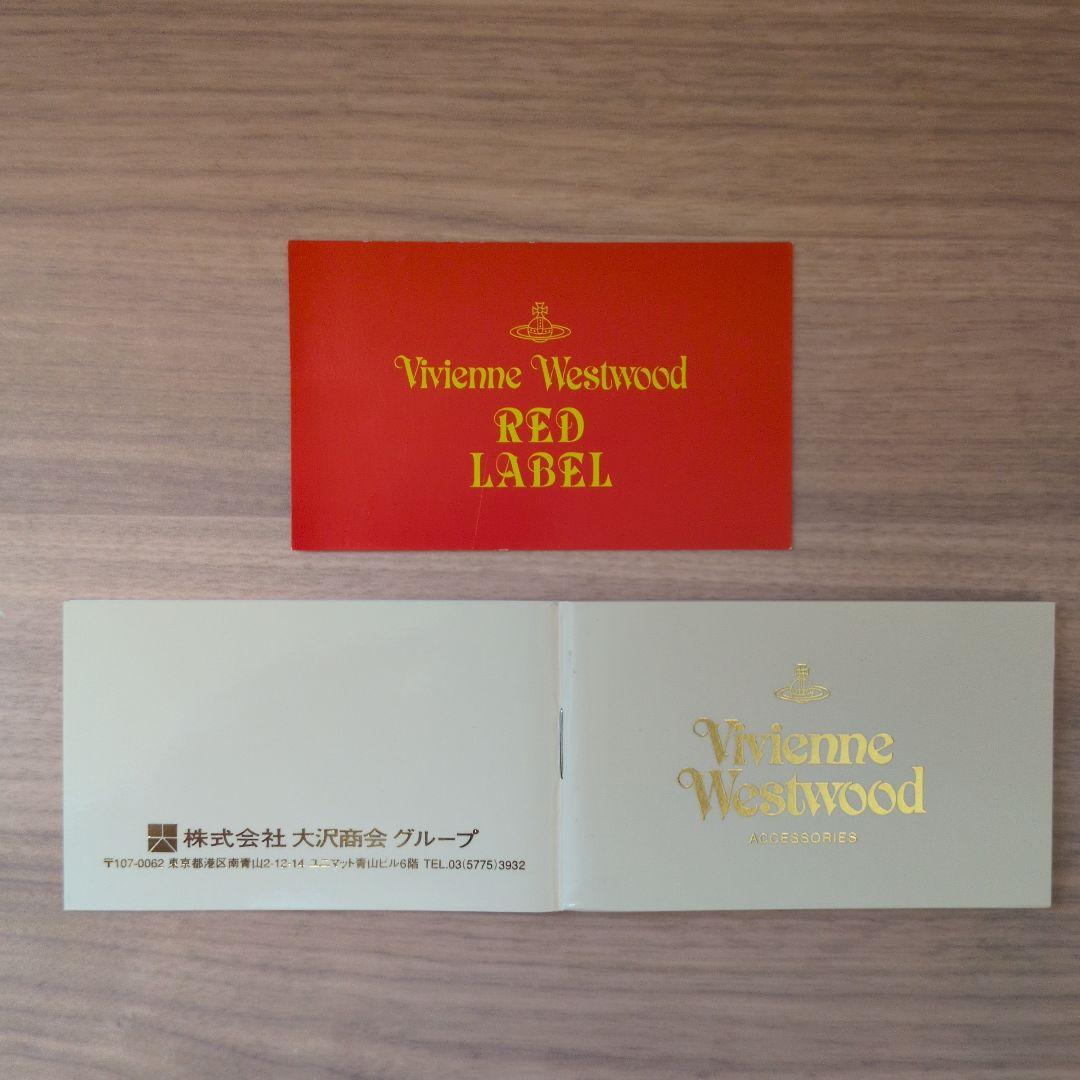 Vivienne Westwood
RED
LABEL
株式会社 大沢商会 グループ
〒107-0062 東京都港区南青山2-12-14 ユニマット青山ビル6階 TEL.03(5775)3932
Vivienne
Westwood
ACCESSORIES